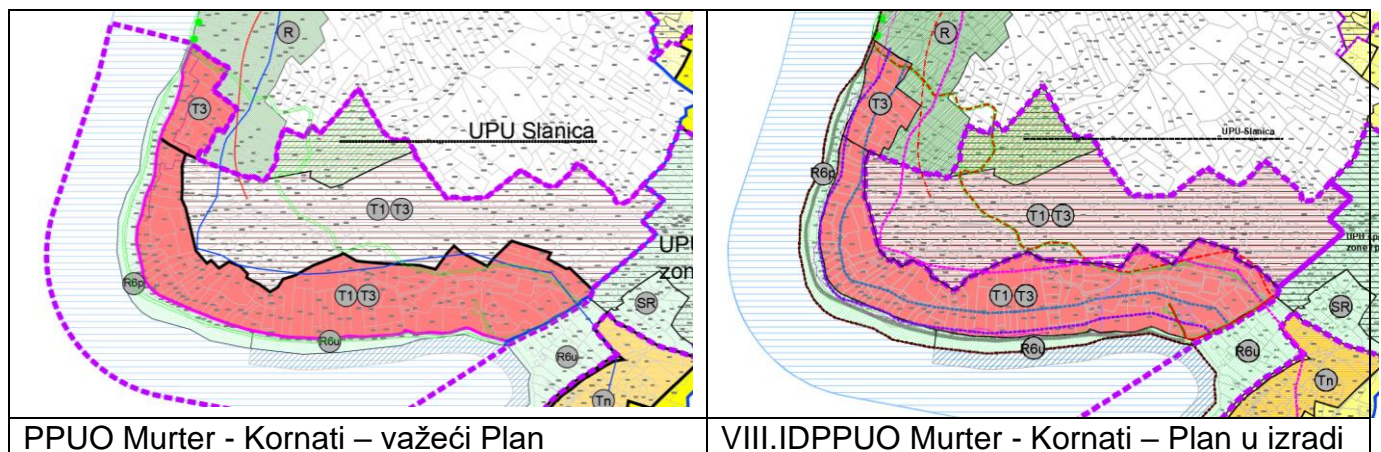 R
T3
UPU Slanica
T1 T3
UPU
zon
R6p
T1 T3
SR
R6u
R6u
Tn
PPUO Murter - Kornati – važeći Plan
R
T3
UPU Slanica
R6p
T1 T3
zone
T1 T3
SR
R6u
R6u
Tn
VIII.IDPPUO Murter - Kornati – Plan u izradi